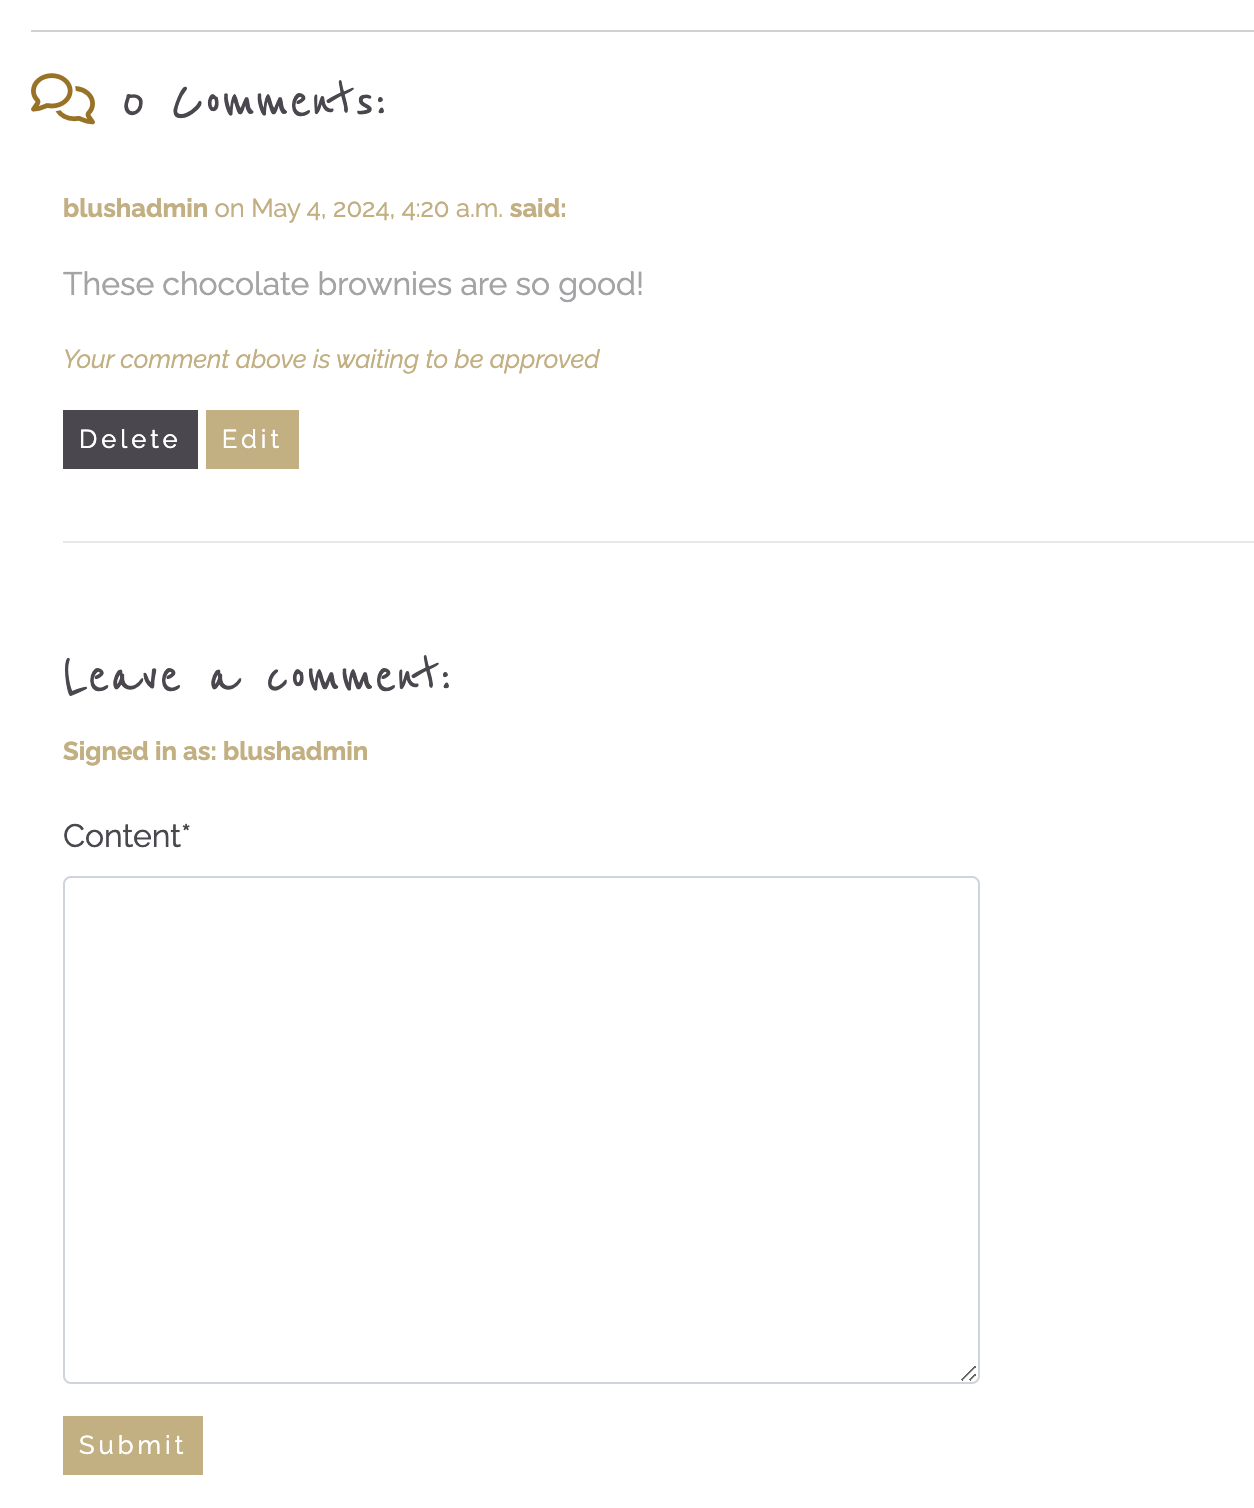 0 Comments:
blushadmin on May 4, 2024, 4:20 a.m. said:
These chocolate brownies are so good!
Your comment above is waiting to be approved
Delete Edit
Leave a comment:
Signed in as: blushadmin
Content*
Submit